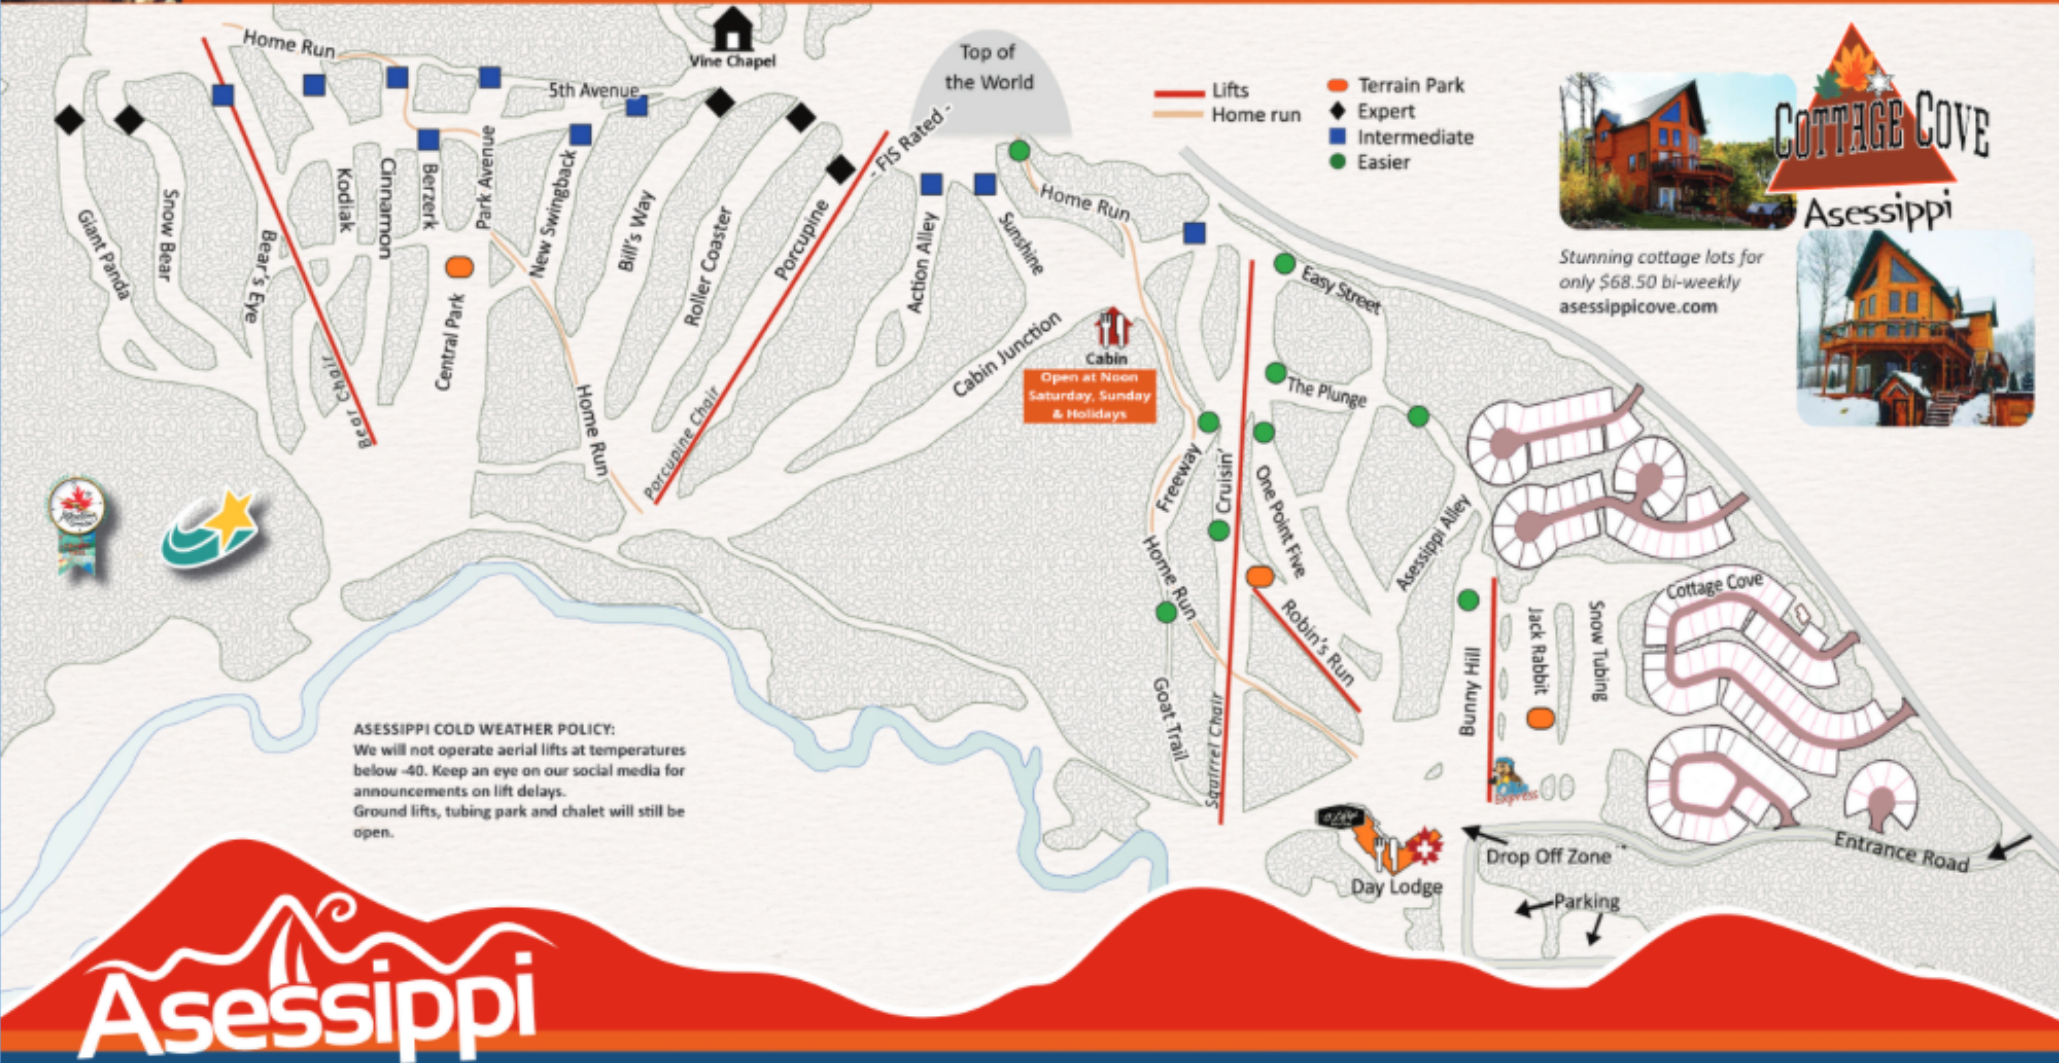 Home Run
5th Avenue
Vine Chapel
Top of
the World
- FIS Rated -
Lifts
Home run
Terrain Park
Expert
Intermediate
Easier
COTTAGE COVE
Asessippi
Stunning cottage lots for
only $68.50 bi-weekly
asessippicove.com
Giant Panda
Snow Bear
Bear's Eye
Bear Chair
Kodiak
Cinnamon
Berzerk
Park Avenue
Central Park
New Swingback
Home Run
Bill's Way
Roller Coaster
Porcupine
Porcupine Chair
Action Alley
Sunshine
Cabin Junction
Home Run
Cabin
Open at Noon
Saturday, Sunday
& Holidays
Easy Street
The Plunge
Freeway
Cruisin'
One Point Five
Asessippi Alley
Home Run
Robin's Run
Goat Trail
Squirrel Chair
Bunny Hill
Jack Rabbit
Snow Tubing
Cottage Cove
Express
Drop Off Zone
Entrance Road
Day Lodge
Parking
ASESSIPPI COLD WEATHER POLICY:
We will not operate aerial lifts at temperatures
below -40. Keep an eye on our social media for
announcements on lift delays.
Ground lifts, tubing park and chalet will still be
open.
Asessippi